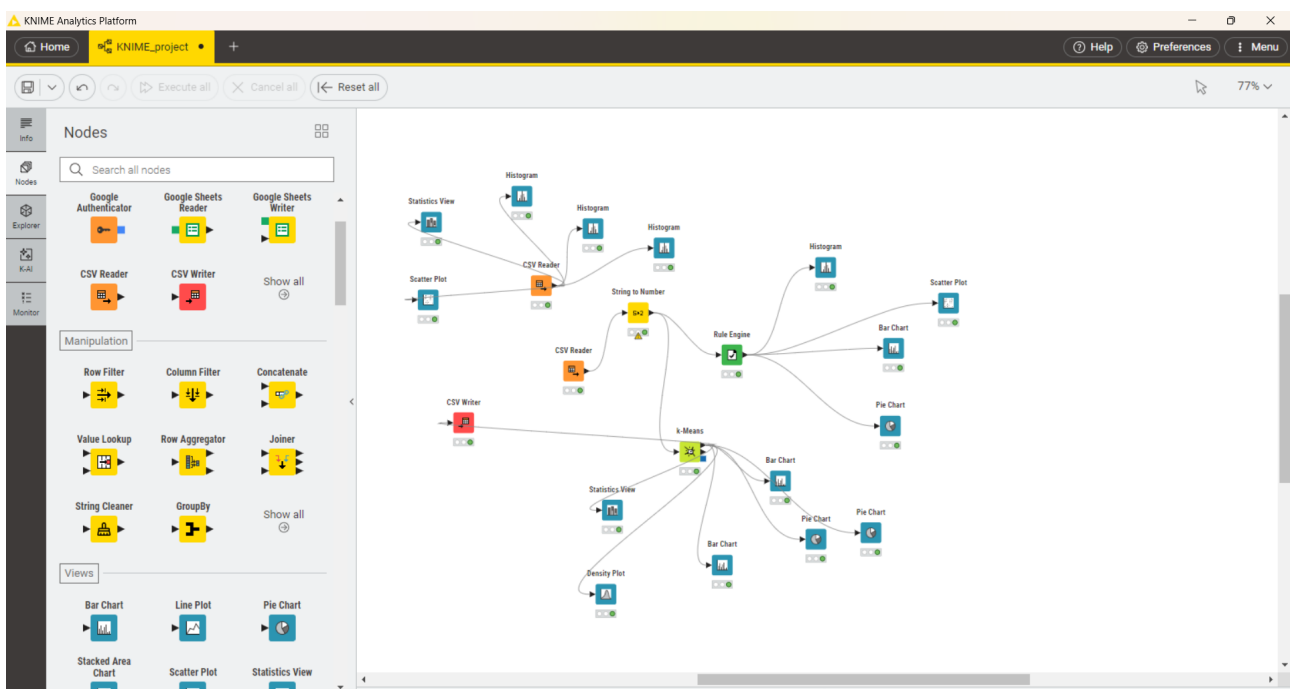 KNIME Analytics Platform
Home
KNIME_project
Help
Preferences
Menu
Execute all
Cancel all
Reset all
77%
Info
Nodes
Explorer
K-AI
Monitor
Nodes
Search all nodes
Google Authenticator
Google Sheets Reader
Google Sheets Writer
CSV Reader
CSV Writer
Show all
Manipulation
Row Filter
Column Filter
Concatenate
Value Lookup
Row Aggregator
Joiner
String Cleaner
GroupBy
Show all
Views
Bar Chart
Line Plot
Pie Chart
Stacked Area Chart
Scatter Plot
Statistics View
Histogram
Statistics View
Histogram
Histogram
CSV Reader
Scatter Plot
String to Number
S+2
Histogram
Scatter Plot
Bar Chart
Rule Engine
CSV Reader
Pie Chart
CSV Writer
k-Means
Bar Chart
Statistics View
Pie Chart
Pie Chart
Bar Chart
Density Plot